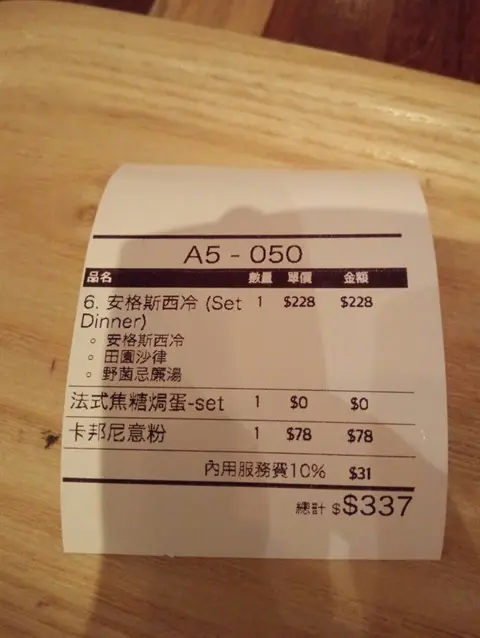 A5 - 050
品名 數量 單價 金額
6. 安格斯西冷 (Set 1 $228 $228
Dinner)
◦ 安格斯西冷
◦ 田園沙律
◦ 野菌忌廉湯
法式焦糖焗蛋-set 1 $0 $0
卡邦尼意粉 1 $78 $78
內用服務費10% $31
總計 $$337